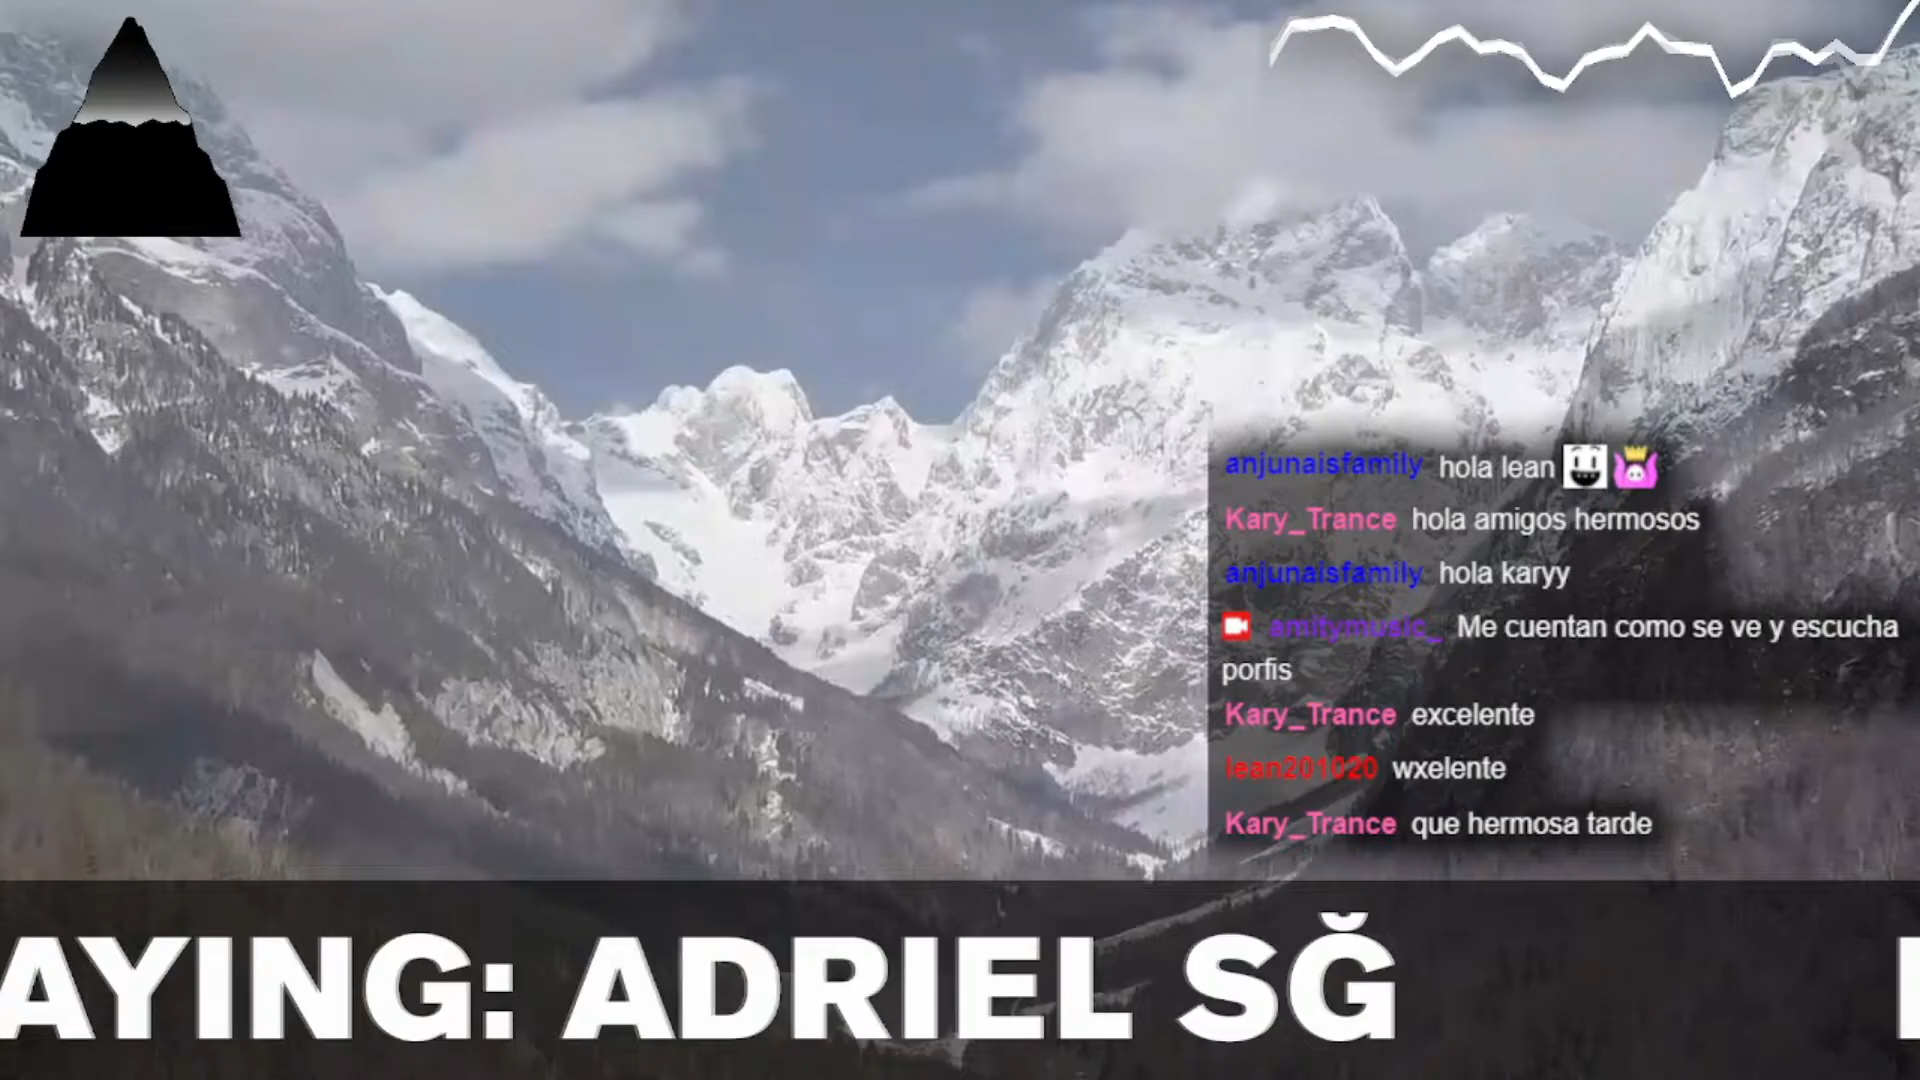 anjunaisfamily hola lean
Kary_Trance hola amigos hermosos
anjunaisfamily hola karyy
amitymusic_ Me cuentan como se ve y escucha
porfis
Kary_Trance excelente
lean201020 wxelente
Kary_Trance que hermosa tarde
AYING: ADRIEL SĞ